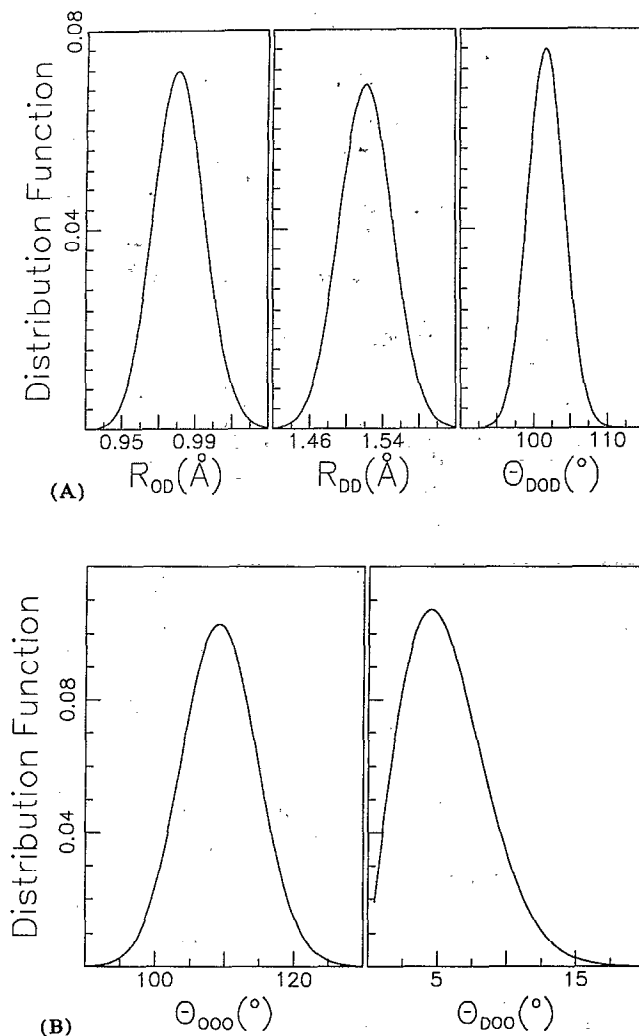 Distribution Function
0.08
0.04
0.95 0.99
R_OD(Å)
1.46 1.54
R_DD(Å)
100 110
Θ_DOD(°)
(A)
Distribution Function
0.08
0.04
100 120
Θ_OOO(°)
5 15
Θ_DOO(°)
(B)